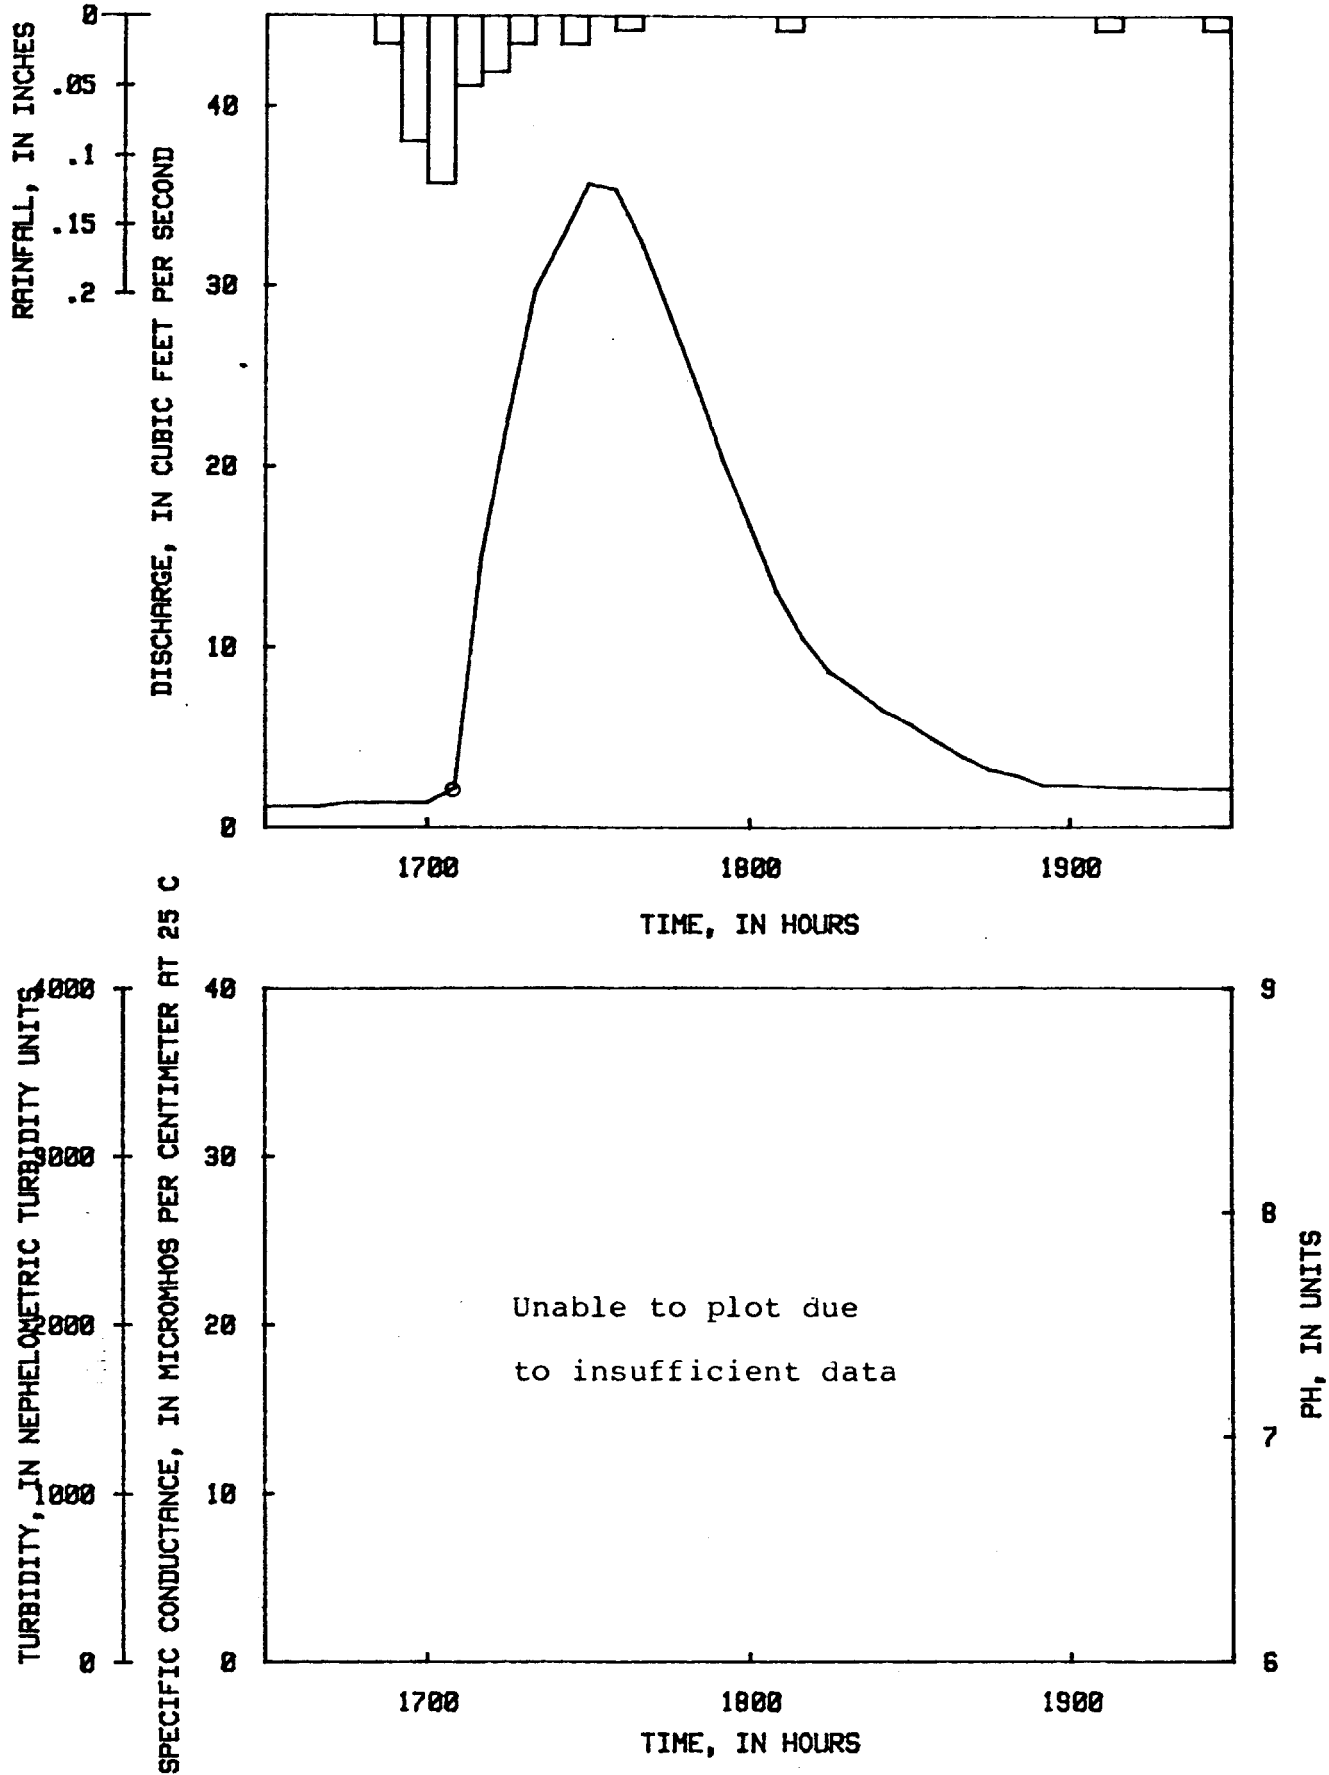 RAINFALL, IN INCHES
0
.05
.1
.15
.2
DISCHARGE, IN CUBIC FEET PER SECOND
40
30
20
10
0
1700 1800 1900
TIME, IN HOURS
TURBIDITY, IN NEPHELOMETRIC TURBIDITY UNITS
4000
3000
2000
1000
0
SPECIFIC CONDUCTANCE, IN MICROMHOS PER CENTIMETER AT 25 C
40
30
20
10
0
Unable to plot due
to insufficient data
9
8
7
6
PH, IN UNITS
1700 1800 1900
TIME, IN HOURS